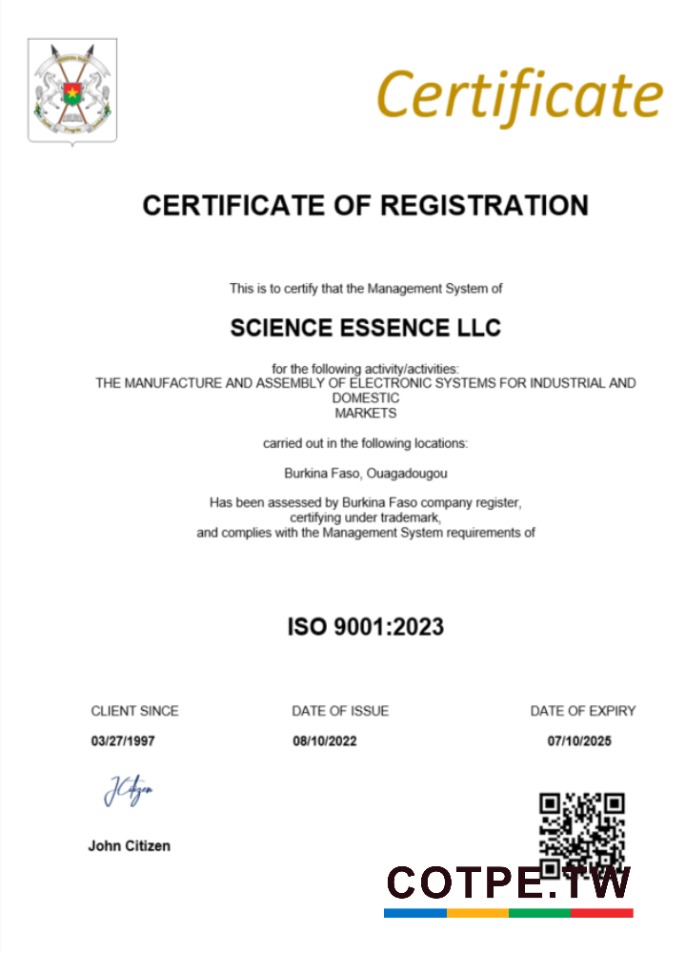 Certificate
CERTIFICATE OF REGISTRATION
This is to certify that the Management System of
SCIENCE ESSENCE LLC
for the following activity/activities:
THE MANUFACTURE AND ASSEMBLY OF ELECTRONIC SYSTEMS FOR INDUSTRIAL AND
DOMESTIC
MARKETS
carried out in the following locations:
Burkina Faso, Ouagadougou
Has been assessed by Burkina Faso company register,
certifying under trademark,
and complies with the Management System requirements of
ISO 9001:2023
CLIENT SINCE DATE OF ISSUE DATE OF EXPIRY
03/27/1997 08/10/2022 07/10/2025
JCitizen
John Citizen
COTPE.TW